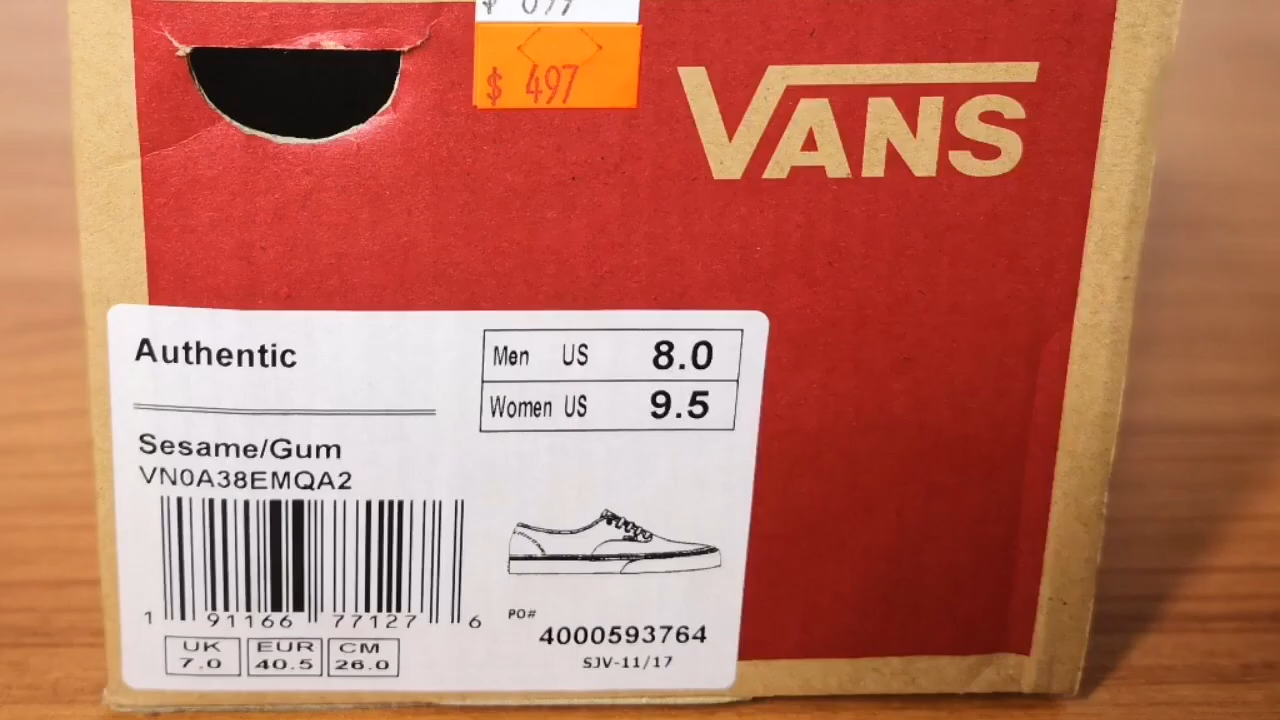 $ 497
VANS
Authentic
Men US 8.0
Women US 9.5
Sesame/Gum
VN0A38EMQA2
1 91166 77127 6
PO#
4000593764
SJV-11/17
UK EUR CM
7.0 40.5 26.0